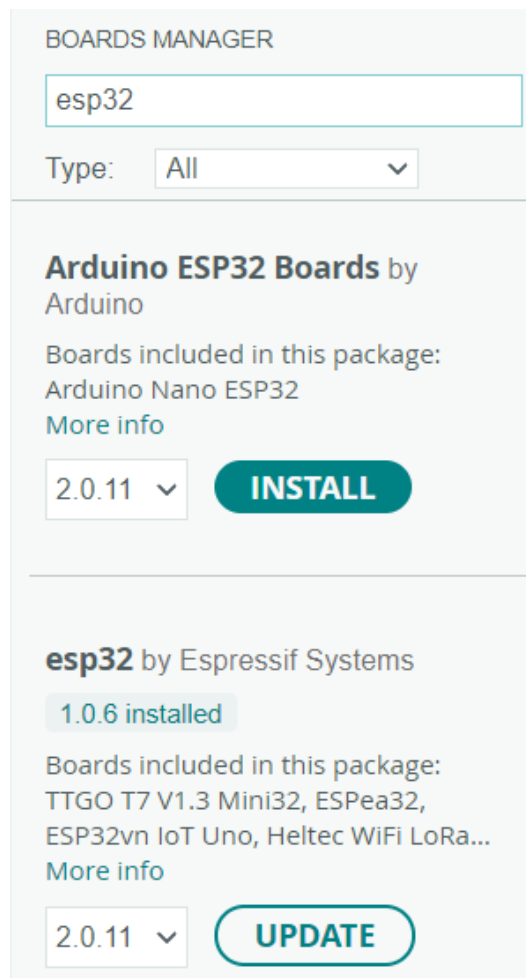 BOARDS MANAGER
esp32
Type: All
Arduino ESP32 Boards by
Arduino
Boards included in this package:
Arduino Nano ESP32
More info
2.0.11 INSTALL
esp32 by Espressif Systems
1.0.6 installed
Boards included in this package:
TTGO T7 V1.3 Mini32, ESPea32,
ESP32vn IoT Uno, Heltec WiFi LoRa...
More info
2.0.11 UPDATE